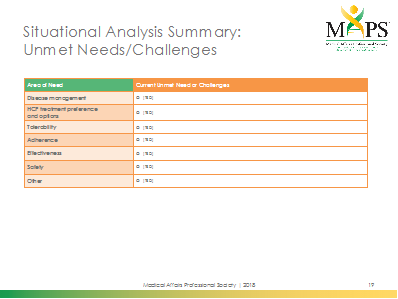 Situational Analysis Summary:
Unmet Needs/Challenges
MAPS
Area of Need
Current Unmet Need or Challenges
Disease management
o [TBD]
HCP treatment preference
and options
o [TBD]
Tolerability
o [TBD]
Adherence
o [TBD]
Effectiveness
o [TBD]
Safety
o [TBD]
Other
o [TBD]
Medical Affairs Professional Society | 2018
19